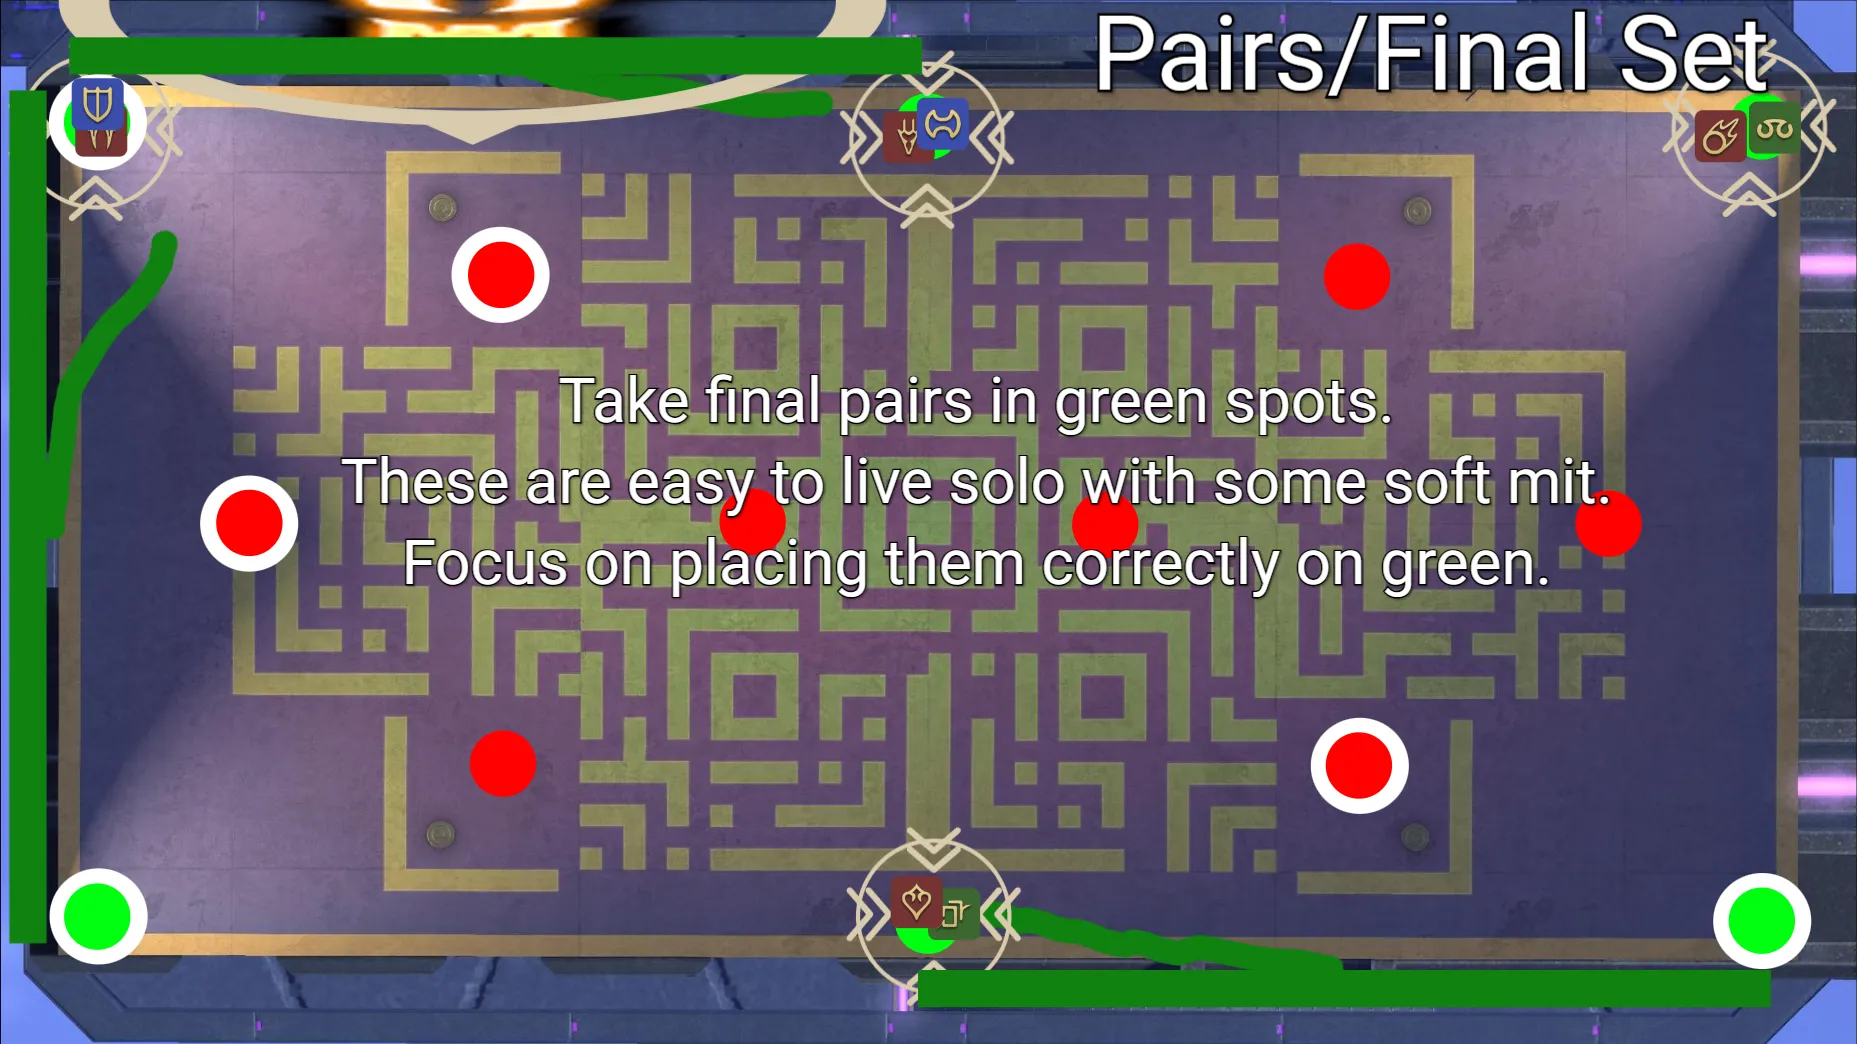 Pairs/Final Set
Take final pairs in green spots.
These are easy to live solo with some soft mit.
Focus on placing them correctly on green.